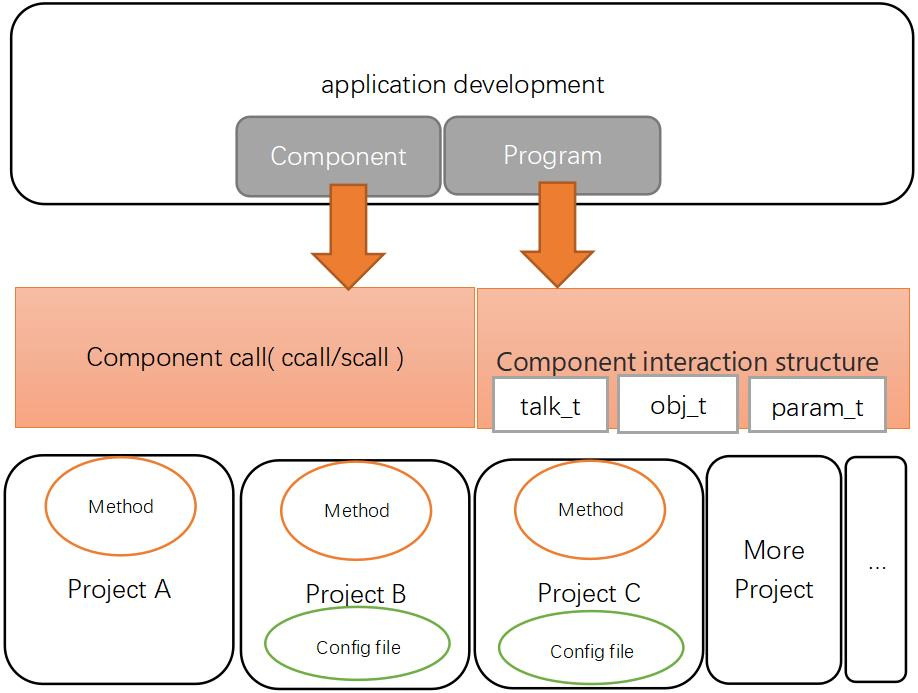 application development
Component
Program
Component call( ccall/scall )
Component interaction structure
talk_t
obj_t
param_t
Method
Project A
Method
Project B
Config file
Method
Project C
Config file
More
Project
...